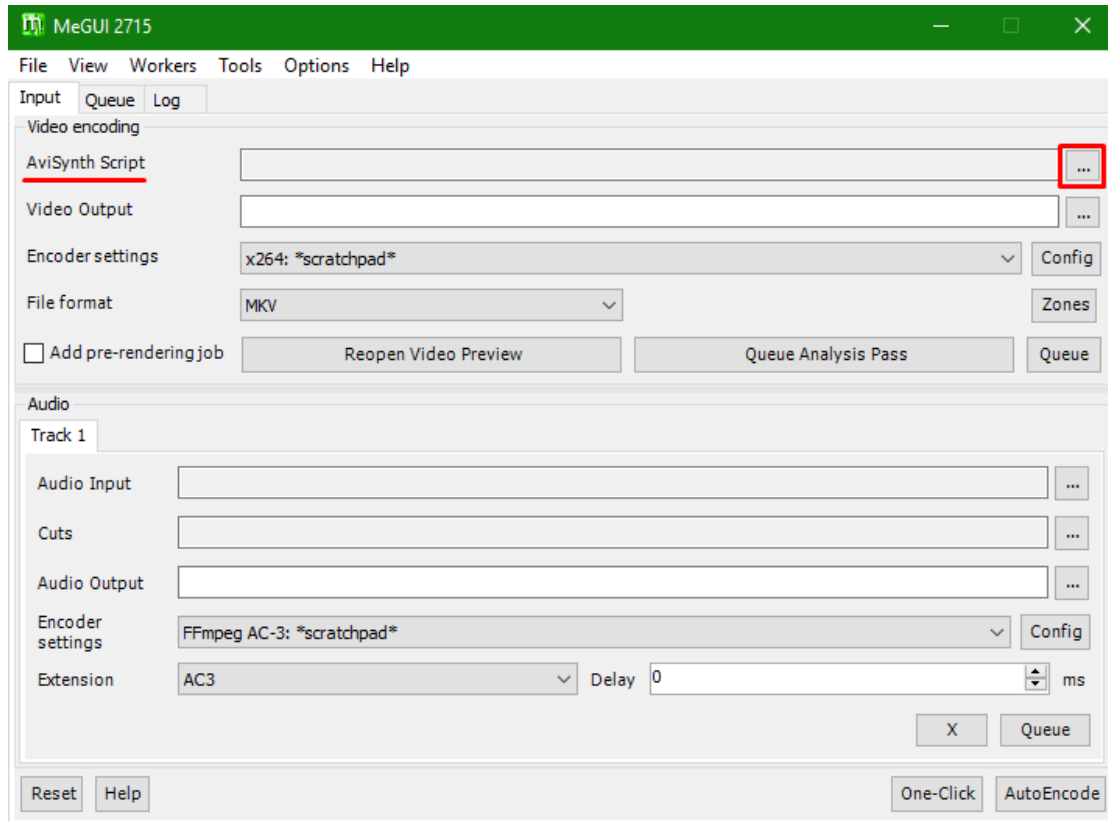 MeGUI 2715
File View Workers Tools Options Help
Input Queue Log
Video encoding
AviSynth Script ...
Video Output ...
Encoder settings x264: *scratchpad* Config
File format MKV Zones
Add pre-rendering job Reopen Video Preview Queue Analysis Pass Queue
Audio
Track 1
Audio Input ...
Cuts ...
Audio Output ...
Encoder
settings FFmpeg AC-3: *scratchpad* Config
Extension AC3 Delay 0 ms
X Queue
Reset Help One-Click AutoEncode